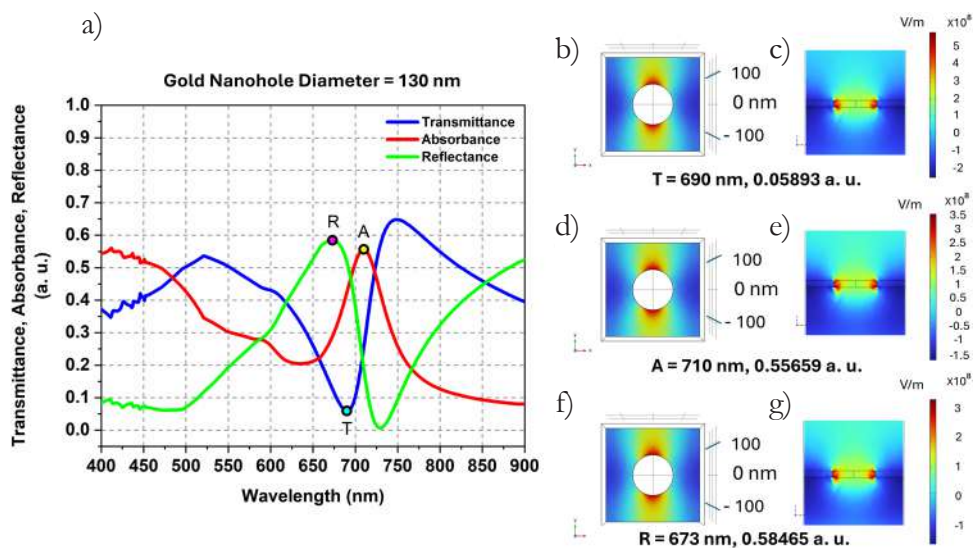 a)
Gold Nanohole Diameter = 130 nm
Transmittance, Absorbance, Reflectance
(a. u.)
1.0
0.9
0.8
0.7
0.6
0.5
0.4
0.3
0.2
0.1
0.0
Transmittance
Absorbance
Reflectance
R
A
T
400 450 500 550 600 650 700 750 800 850 900
Wavelength (nm)
b)
100
0 nm
- 100
c)
V/m
×10⁸
5
4
3
2
1
0
-1
-2
T = 690 nm, 0.05893 a. u.
d)
100
0 nm
- 100
e)
V/m
×10⁸
3.5
3
2.5
2
1.5
1
0.5
0
-0.5
-1
-1.5
A = 710 nm, 0.55659 a. u.
f)
100
0 nm
- 100
g)
V/m
×10⁸
3
2
1
0
-1
R = 673 nm, 0.58465 a. u.